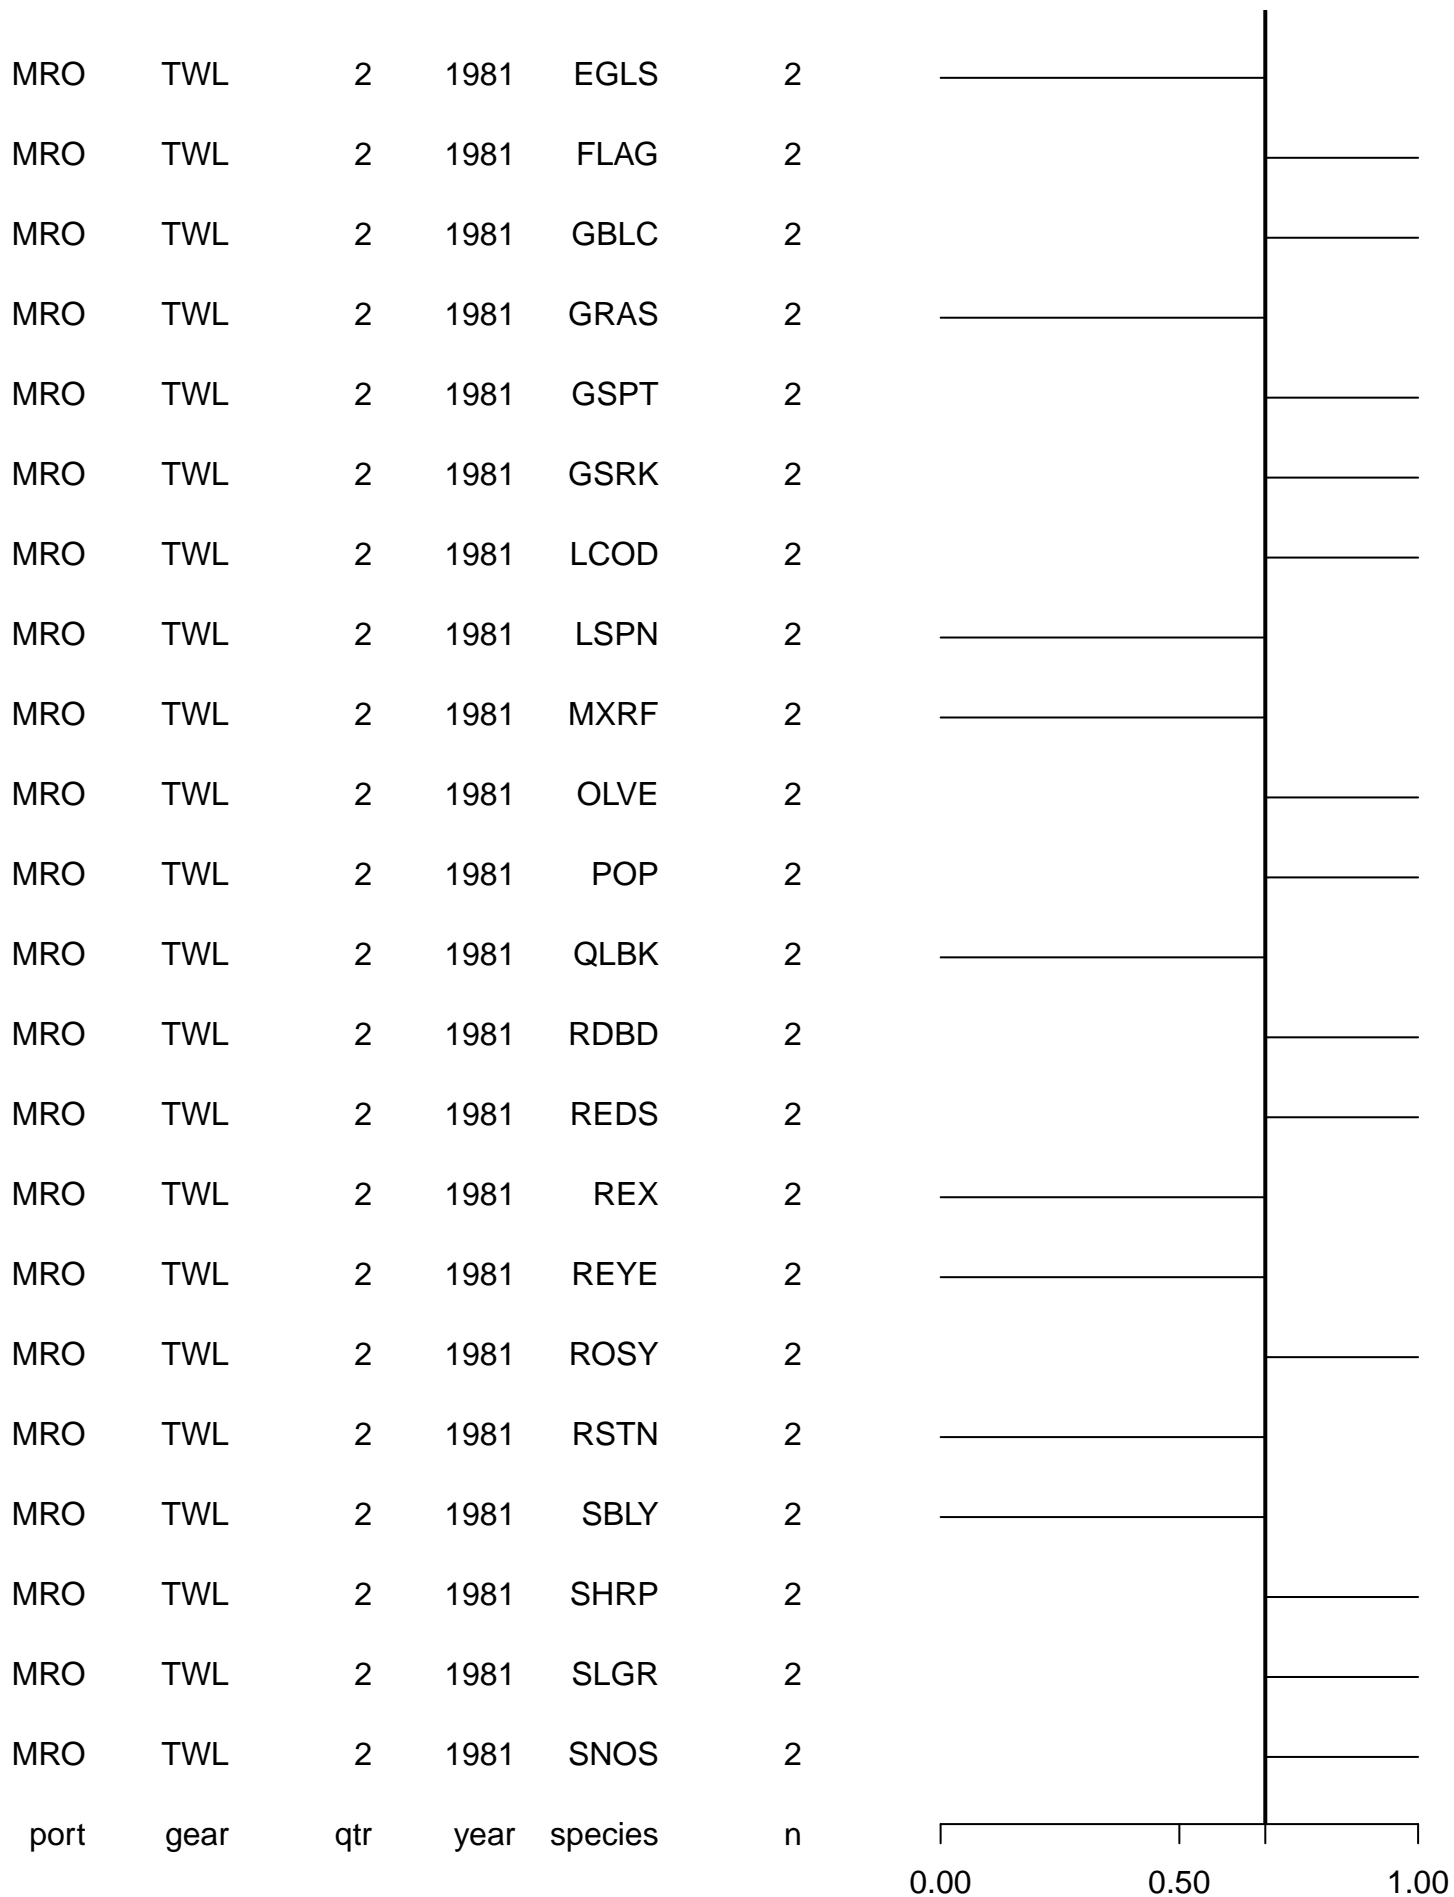 MRO TWL 2 1981 EGLS 2
MRO TWL 2 1981 FLAG 2
MRO TWL 2 1981 GBLC 2
MRO TWL 2 1981 GRAS 2
MRO TWL 2 1981 GSPT 2
MRO TWL 2 1981 GSRK 2
MRO TWL 2 1981 LCOD 2
MRO TWL 2 1981 LSPN 2
MRO TWL 2 1981 MXRF 2
MRO TWL 2 1981 OLVE 2
MRO TWL 2 1981 POP 2
MRO TWL 2 1981 QLBK 2
MRO TWL 2 1981 RDBD 2
MRO TWL 2 1981 REDS 2
MRO TWL 2 1981 REX 2
MRO TWL 2 1981 REYE 2
MRO TWL 2 1981 ROSY 2
MRO TWL 2 1981 RSTN 2
MRO TWL 2 1981 SBLY 2
MRO TWL 2 1981 SHRP 2
MRO TWL 2 1981 SLGR 2
MRO TWL 2 1981 SNOS 2
port gear qtr year species n
0.00 0.50 1.00